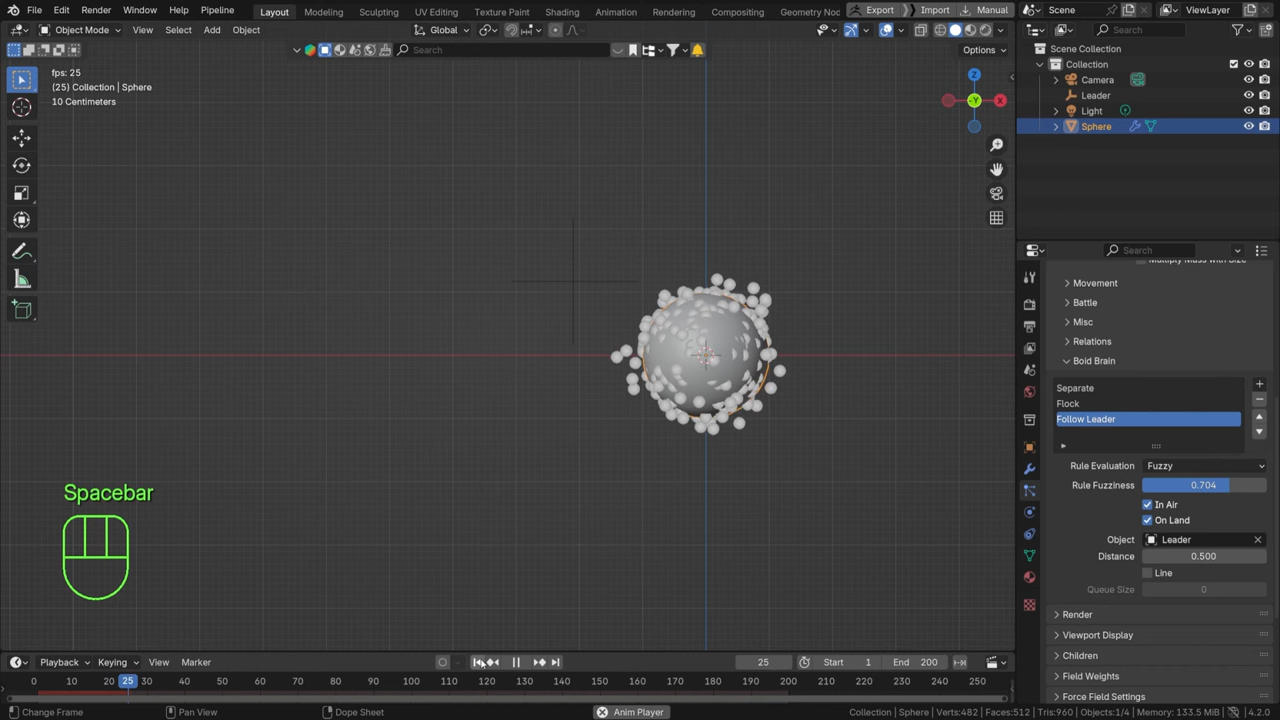 File Edit Render Window Help Pipeline Layout Modeling Sculpting UV Editing Texture Paint Shading Animation Rendering Compositing Geometry Noc Export Import Manual Scene ViewLayer
Object Mode View Select Add Object Global Search
Search Options
Scene Collection
Collection
Camera
Leader
Light
Sphere
fps: 25
(25) Collection | Sphere
10 Centimeters
Z
X
Y
Search
Multiply Mass with Size
Movement
Battle
Misc
Relations
Boid Brain
Separate
Flock
Follow Leader
Rule Evaluation Fuzzy
Rule Fuzziness 0.704
In Air
On Land
Object Leader
Distance 0.500
Line
Queue Size 0
Render
Viewport Display
Children
Field Weights
Force Field Settings
Spacebar
Playback Keying View Marker 25 Start 1 End 200
0 25 50 60 70 80 90 100 110 120 130 140 150 160 170 180 190 200 210 220 230 240 250
Change Frame Pan View Dope Sheet Anim Player Collection | Sphere | Verts:482 | Faces:512 | Tris:960 | Objects:1/4 | Memory: 133.5 MiB | 4.2.0